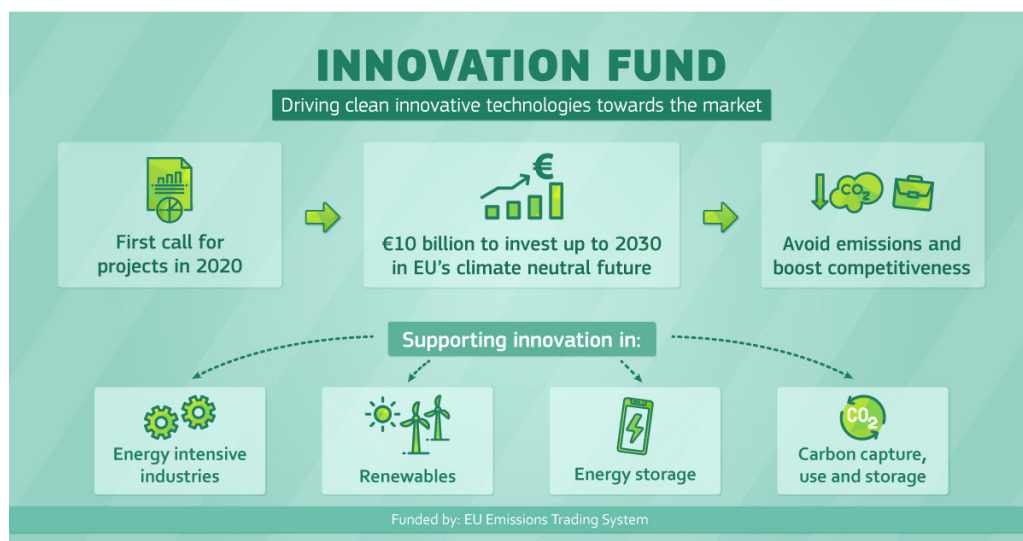 INNOVATION FUND
Driving clean innovative technologies towards the market
First call for
projects in 2020
€
€10 billion to invest up to 2030
in EU's climate neutral future
CO2
Avoid emissions and
boost competitiveness
Supporting innovation in:
Energy intensive
industries
Renewables
Energy storage
CO2
Carbon capture,
use and storage
Funded by: EU Emissions Trading System